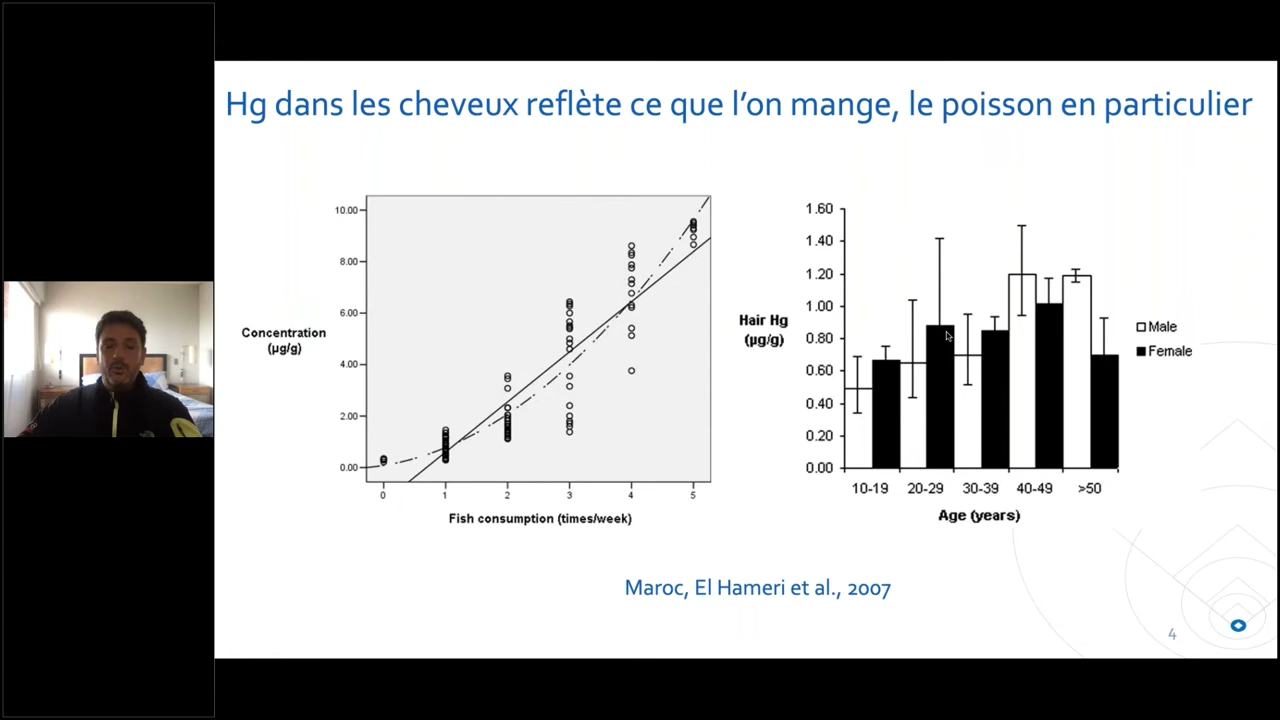 Hg dans les cheveux reflète ce que l’on mange, le poisson en particulier
10.00
8.00
6.00
4.00
2.00
0.00
Concentration
(µg/g)
0 1 2 3 4 5
Fish consumption (times/week)
1.60
1.40
1.20
1.00
0.80
0.60
0.40
0.20
0.00
Hair Hg
(µg/g)
Male
Female
10-19 20-29 30-39 40-49 >50
Age (years)
Maroc, El Hameri et al., 2007
4